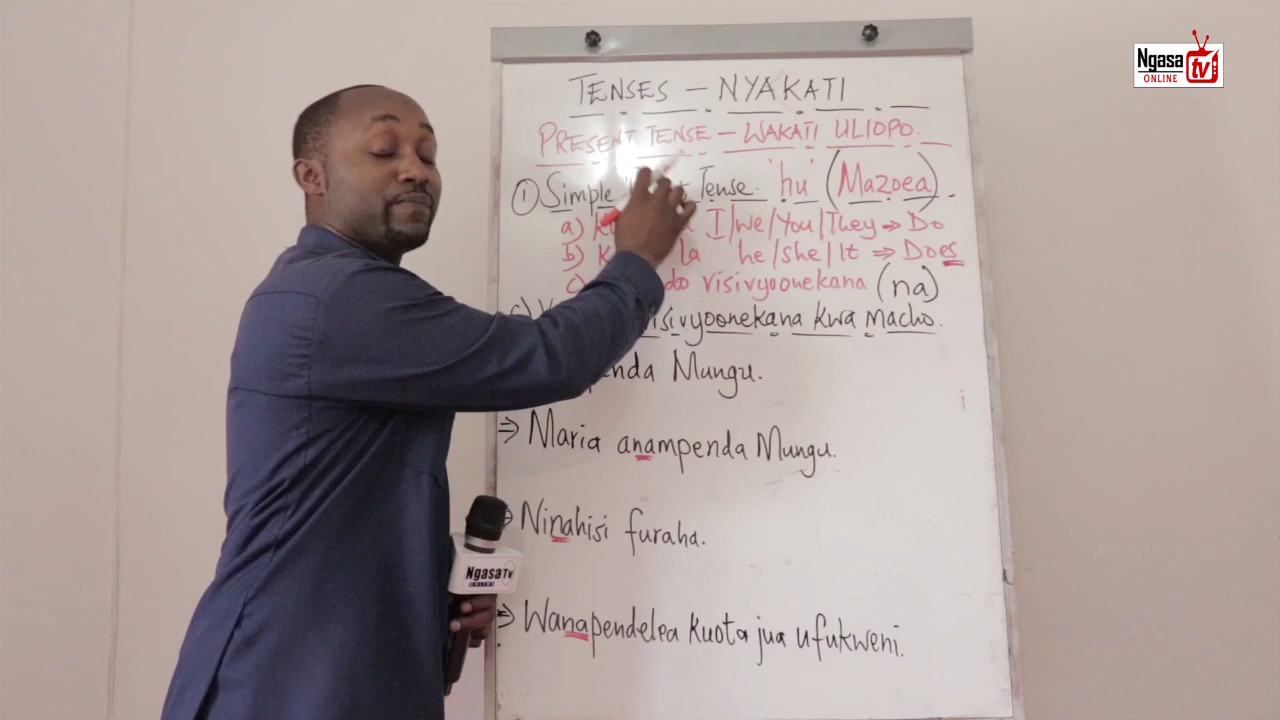 TENSES - NYAKATI
PRESENT TENSE - WAKATI ULIOPO.
① Simple Tense. 'hu' (Mazoea).
a) I/We/You/They ⇒ Do
b) la he/she/It ⇒ Does
c) visivyoonekana (na)
visivyoonekana kwa macho.
Mungu.
⇒ Maria anampenda Mungu.
Ninahisi furaha.
⇒ Wanapendelea kuota jua ufukweni.
Ngasa TV
ONLINE
Ngasa TV
ONLINE